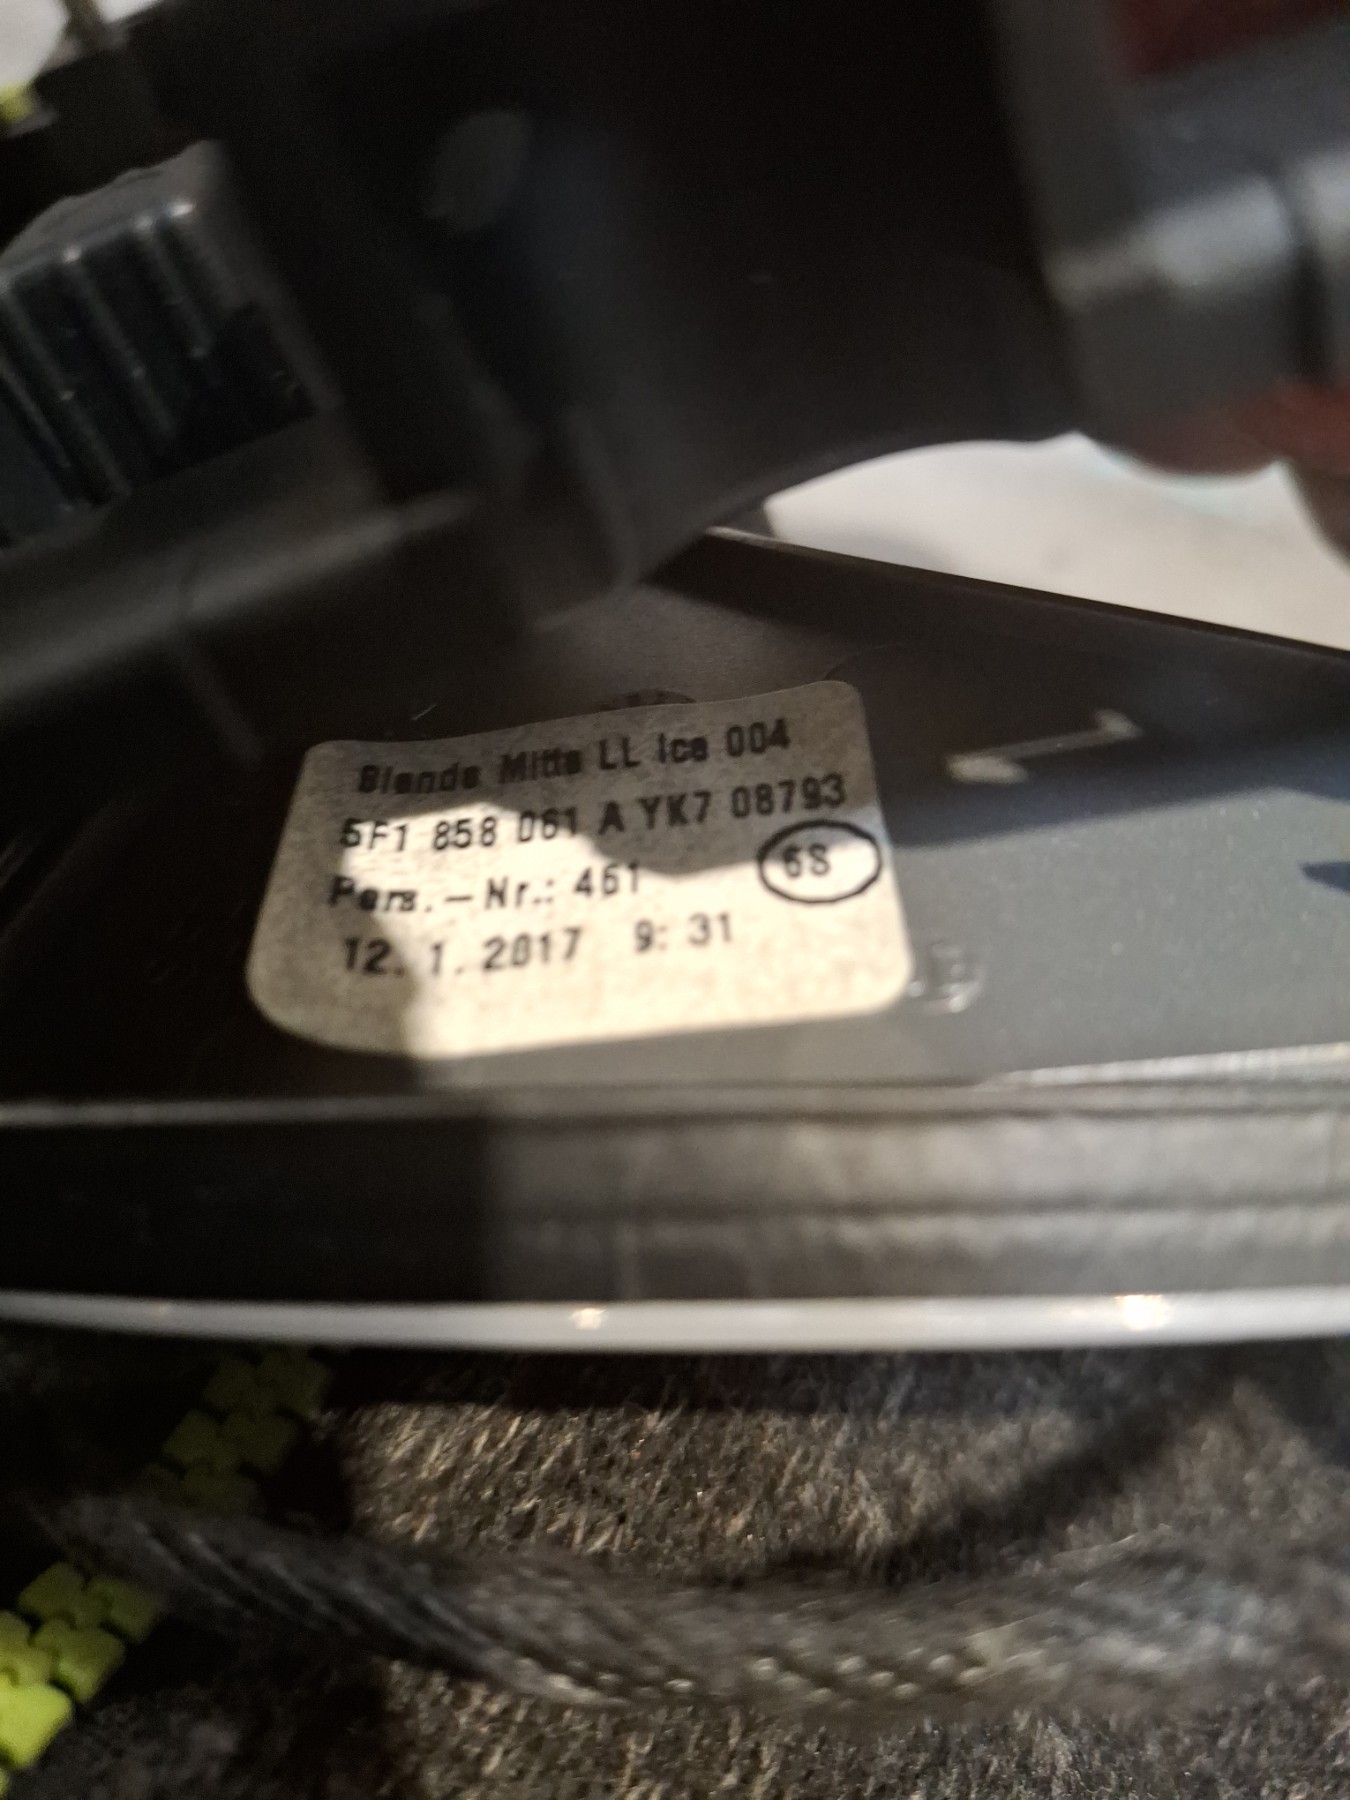 Blende Mitte LL Ice 004
5F1 858 061 A YK7 08793
Pers.-Nr.: 461
6S
12. 1. 2017 9: 31